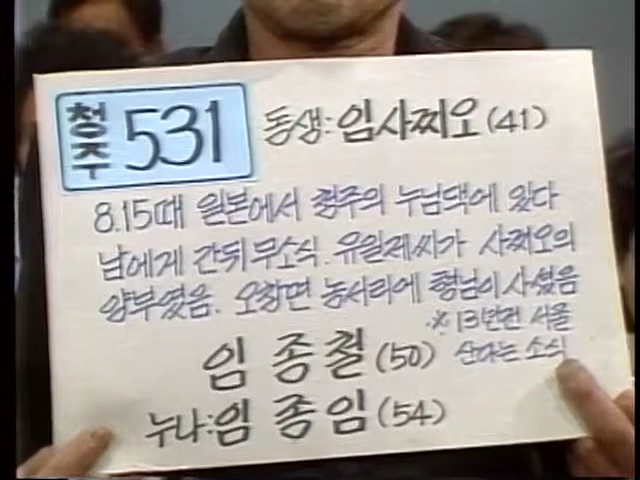 청주 531
동생: 임사찌오 (41)
8.15때 일본에서 청주의 누님댁에 있다
남에게 간뒤 무소식. 유일제씨가 사찌오의
양부였음. 오창면 농서리에 형님이 사셨음
※ 13년전 서울
산다는 소식
임 종철 (50)
누나: 임 종임 (54)